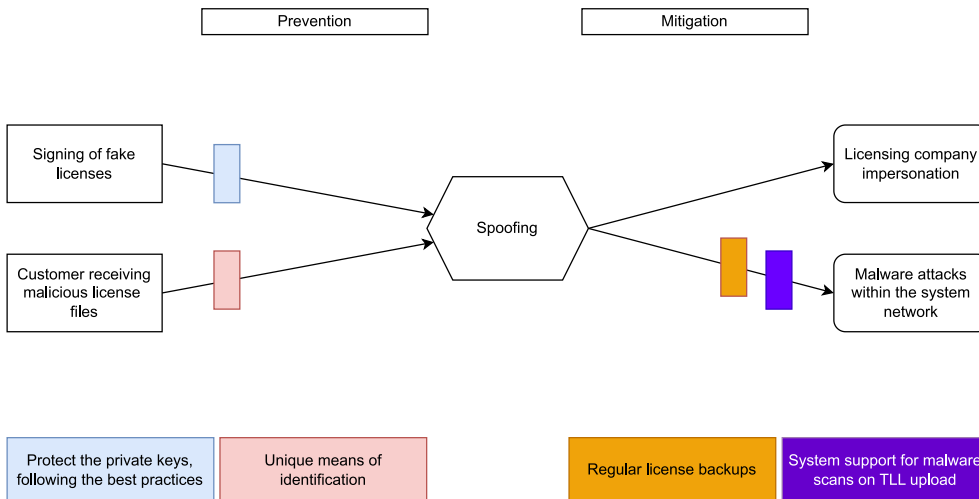 Prevention
Mitigation
Signing of fake
licenses
Licensing company
impersonation
Spoofing
Customer receiving
malicious license
files
Malware attacks
within the system
network
Protect the private keys,
following the best practices
Unique means of
identification
Regular license backups
System support for malware
scans on TLL upload